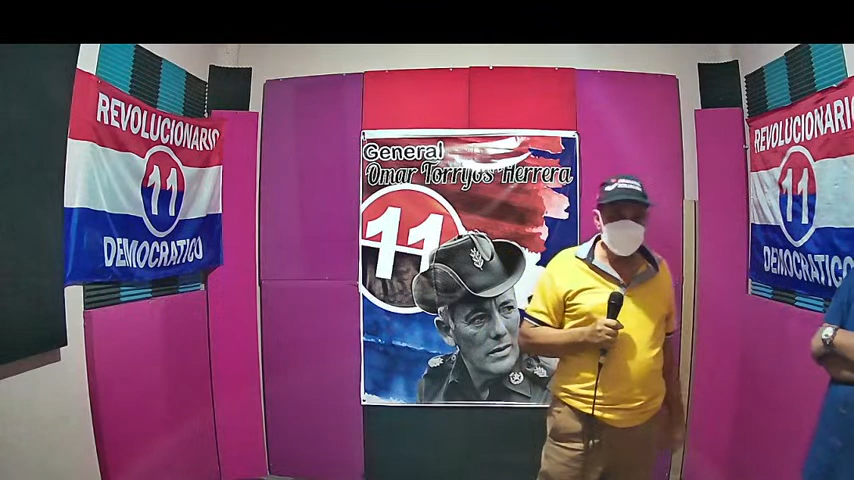 REVOLUCIONARIO
11
DEMOCRATICO
General
Omar Torrijos Herrera
11
REVOLUCIONARIO
11
DEMOCRATICO